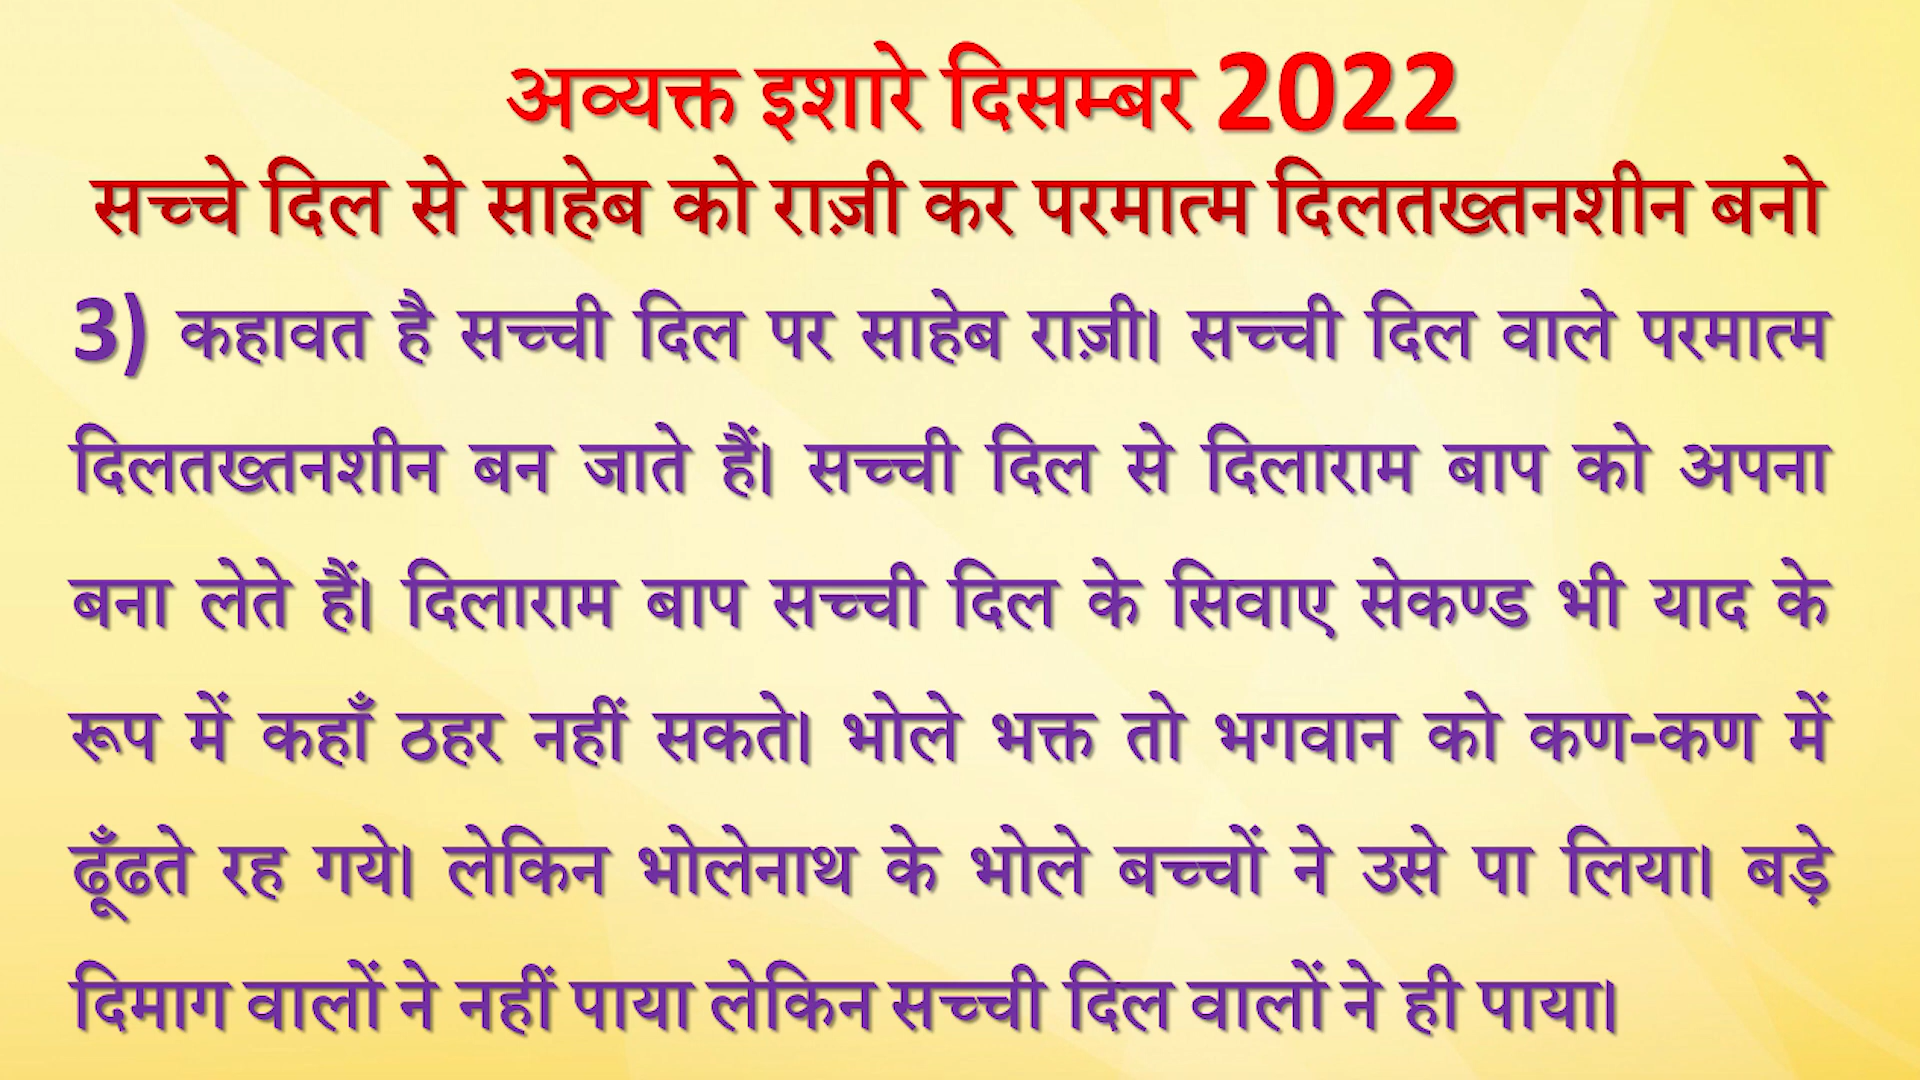 अव्यक्त इशारे दिसम्बर 2022
सच्चे दिल से साहेब को राज़ी कर परमात्म दिलतख्तनशीन बनो
3) कहावत है सच्ची दिल पर साहेब राज़ी। सच्ची दिल वाले परमात्म
दिलतख्तनशीन बन जाते हैं। सच्ची दिल से दिलाराम बाप को अपना
बना लेते हैं। दिलाराम बाप सच्ची दिल के सिवाए सेकण्ड भी याद के
रूप में कहाँ ठहर नहीं सकते। भोले भक्त तो भगवान को कण-कण में
ढूँढते रह गये। लेकिन भोलेनाथ के भोले बच्चों ने उसे पा लिया। बड़े
दिमाग वालों ने नहीं पाया लेकिन सच्ची दिल वालों ने ही पाया।